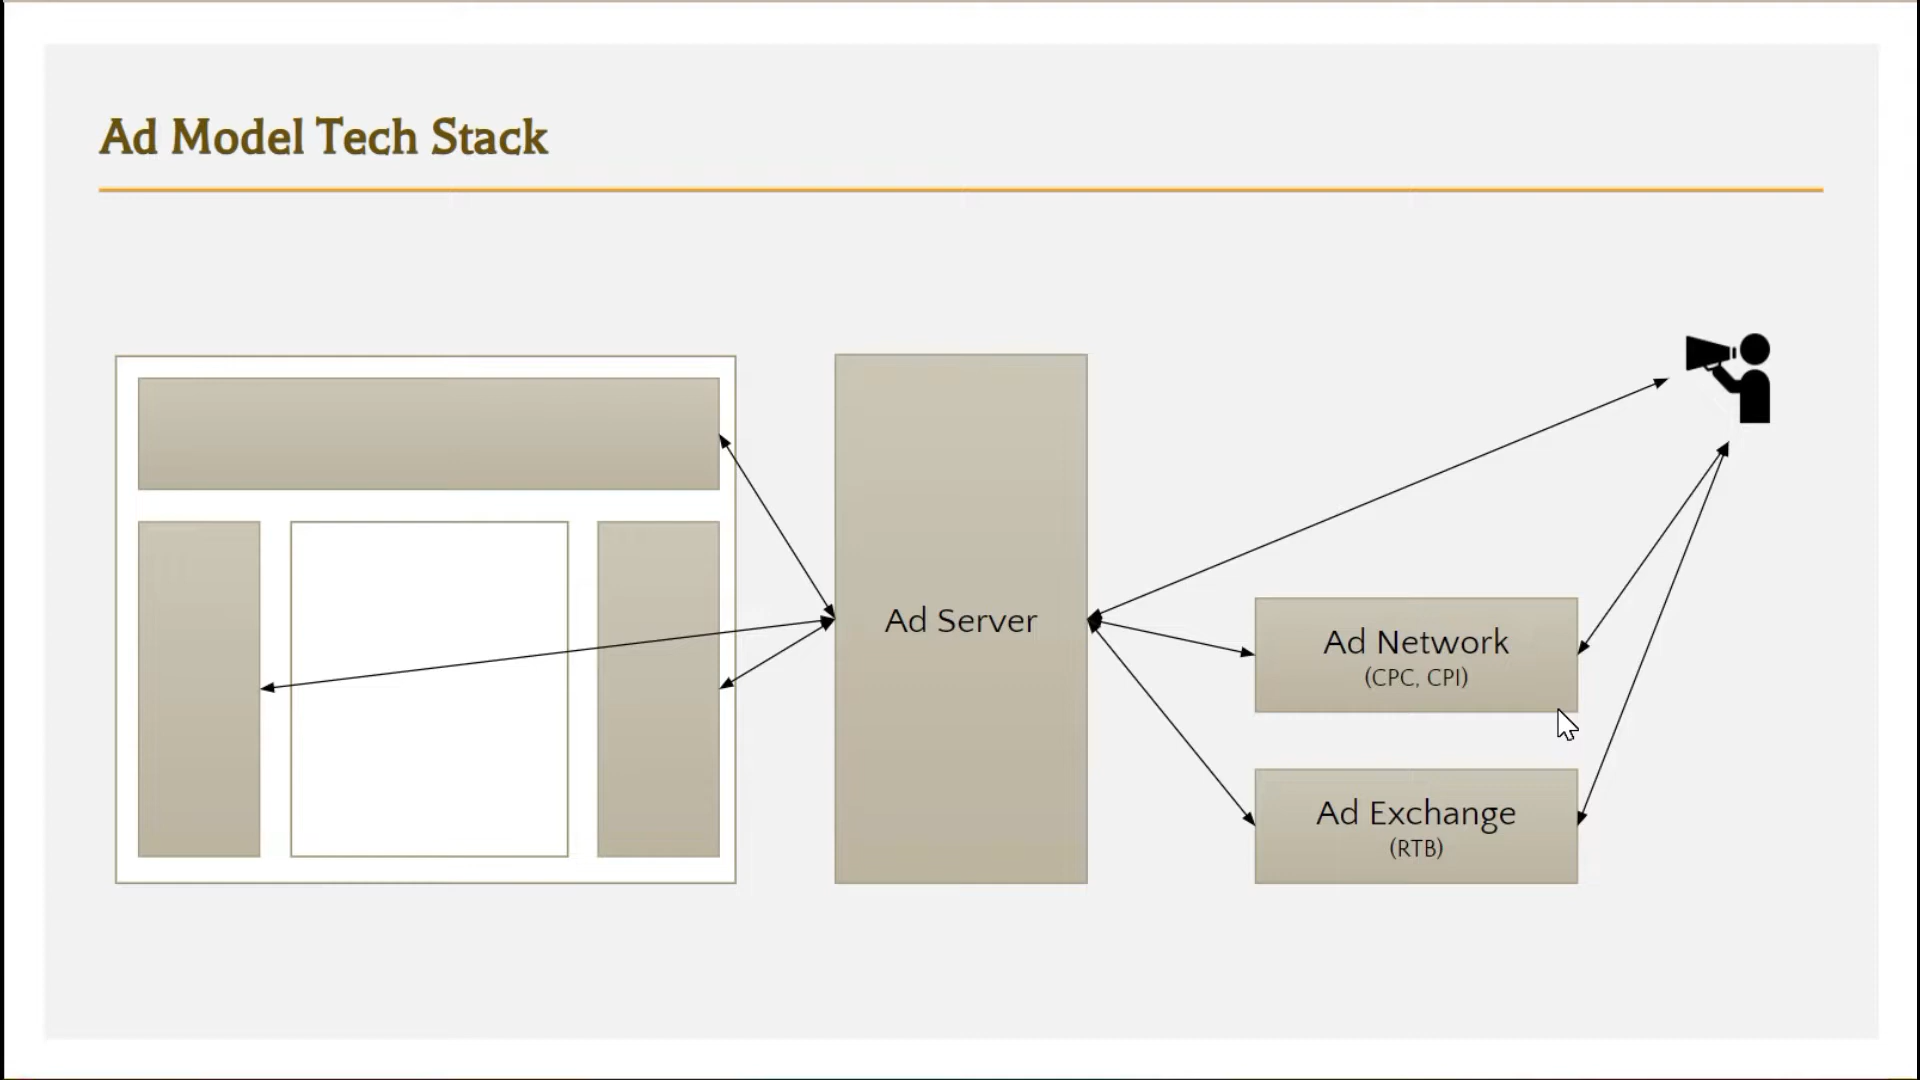 Ad Model Tech Stack
Ad Server
Ad Network
(CPC, CPI)
Ad Exchange
(RTB)